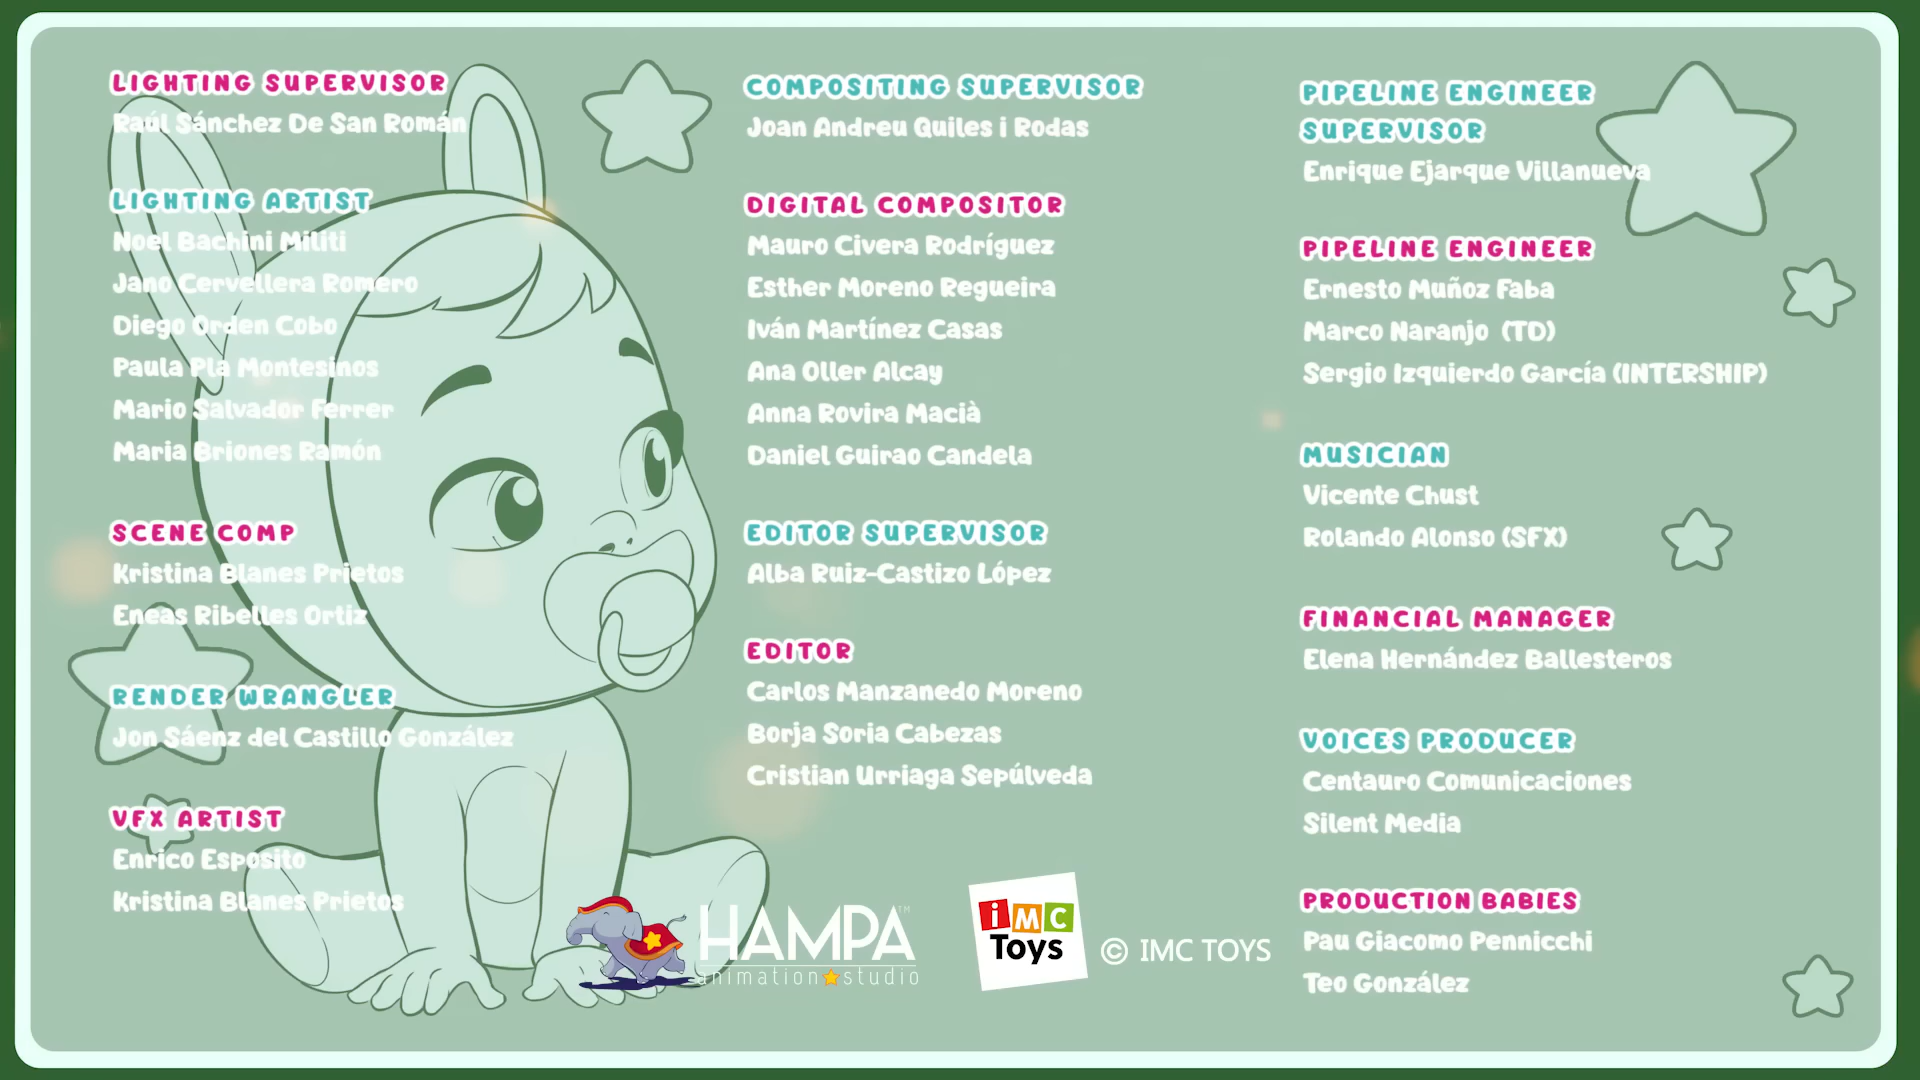 LIGHTING SUPERVISOR
Raúl Sánchez De San Román
LIGHTING ARTIST
Noel Bachini Militi
Jano Cervellera Romero
Diego Orden Cobo
Paula Pla Montesinos
Mario Salvador Ferrer
Maria Briones Ramón
SCENE COMP
Kristina Blanes Prietos
Eneas Ribelles Ortiz
RENDER WRANGLER
Jon Sáenz del Castillo González
VFX ARTIST
Enrico Esposito
Kristina Blanes Prietos
COMPOSITING SUPERVISOR
Joan Andreu Quiles i Rodas
DIGITAL COMPOSITOR
Mauro Civera Rodríguez
Esther Moreno Regueira
Iván Martínez Casas
Ana Oller Alcay
Anna Rovira Macià
Daniel Guirao Candela
EDITOR SUPERVISOR
Alba Ruiz-Castizo López
EDITOR
Carlos Manzanedo Moreno
Borja Soria Cabezas
Cristian Urriaga Sepúlveda
HAMPA™
animation studio
imc
Toys
© IMC TOYS
PIPELINE ENGINEER
SUPERVISOR
Enrique Ejarque Villanueva
PIPELINE ENGINEER
Ernesto Muñoz Faba
Marco Naranjo (TD)
Sergio Izquierdo García (INTERSHIP)
MUSICIAN
Vicente Chust
Rolando Alonso (SFX)
FINANCIAL MANAGER
Elena Hernández Ballesteros
VOICES PRODUCER
Centauro Comunicaciones
Silent Media
PRODUCTION BABIES
Pau Giacomo Pennicchi
Teo González